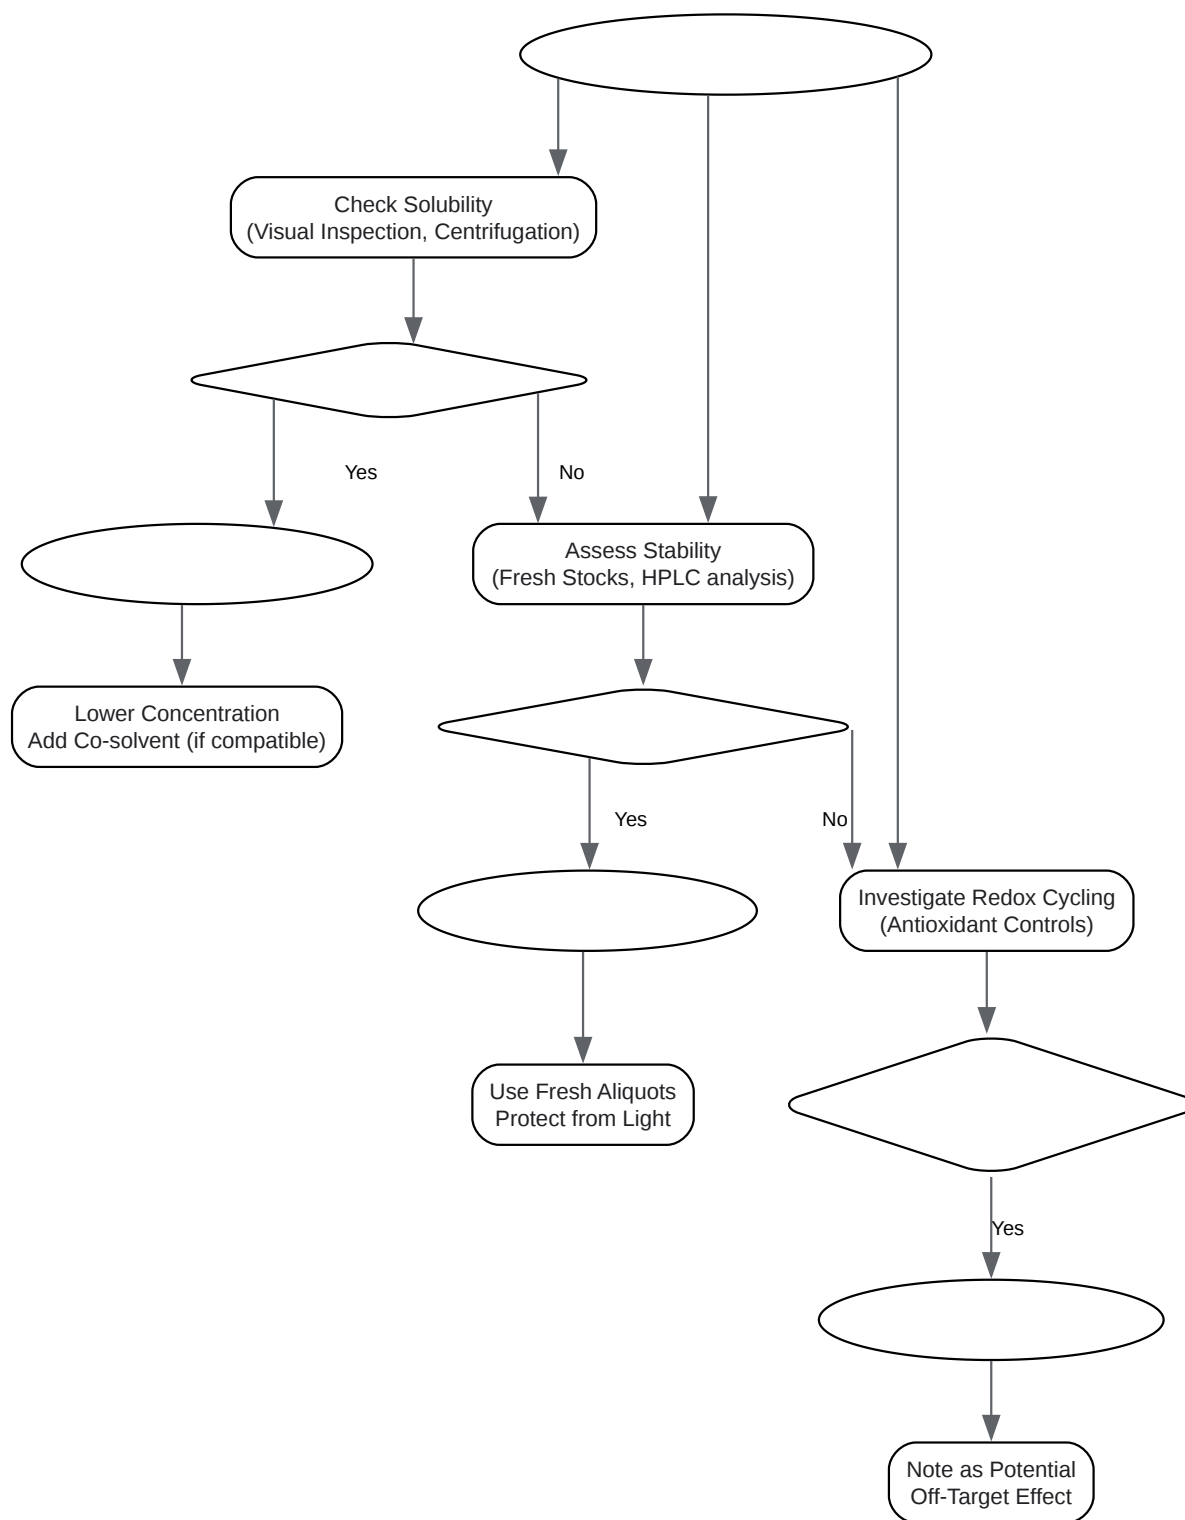 Check Solubility
(Visual Inspection, Centrifugation)
Yes
No
Assess Stability
(Fresh Stocks, HPLC analysis)
Lower Concentration
Add Co-solvent (if compatible)
Yes
No
Investigate Redox Cycling
(Antioxidant Controls)
Use Fresh Aliquots
Protect from Light
Yes
Note as Potential
Off-Target Effect